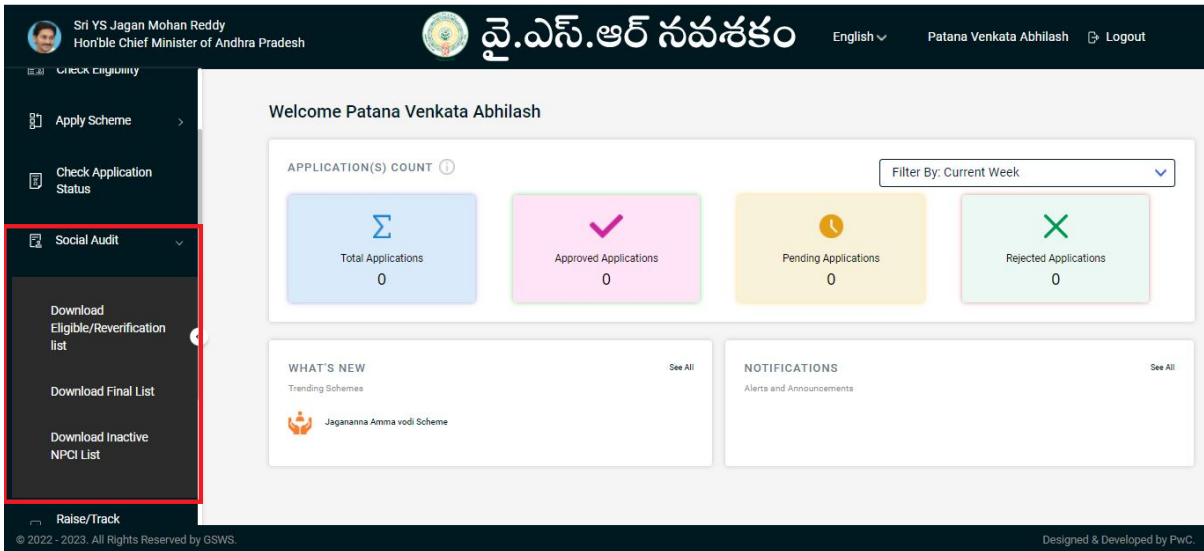 Sri YS Jagan Mohan Reddy
Hon'ble Chief Minister of Andhra Pradesh
వై.ఎస్.ఆర్ నవశకం
English
Patana Venkata Abhilash
Logout
Check Eligibility
Apply Scheme
Check Application
Status
Social Audit
Download
Eligible/Reverification
list
Download Final List
Download Inactive
NPCI List
Raise/Track
Welcome Patana Venkata Abhilash
APPLICATION(S) COUNT
Filter By: Current Week
Total Applications
0
Approved Applications
0
Pending Applications
0
Rejected Applications
0
WHAT'S NEW
See All
Trending Schemes
Jagananna Amma vodi Scheme
NOTIFICATIONS
See All
Alerts and Announcements
© 2022 - 2023. All Rights Reserved by GSWS.
Designed & Developed by PwC.